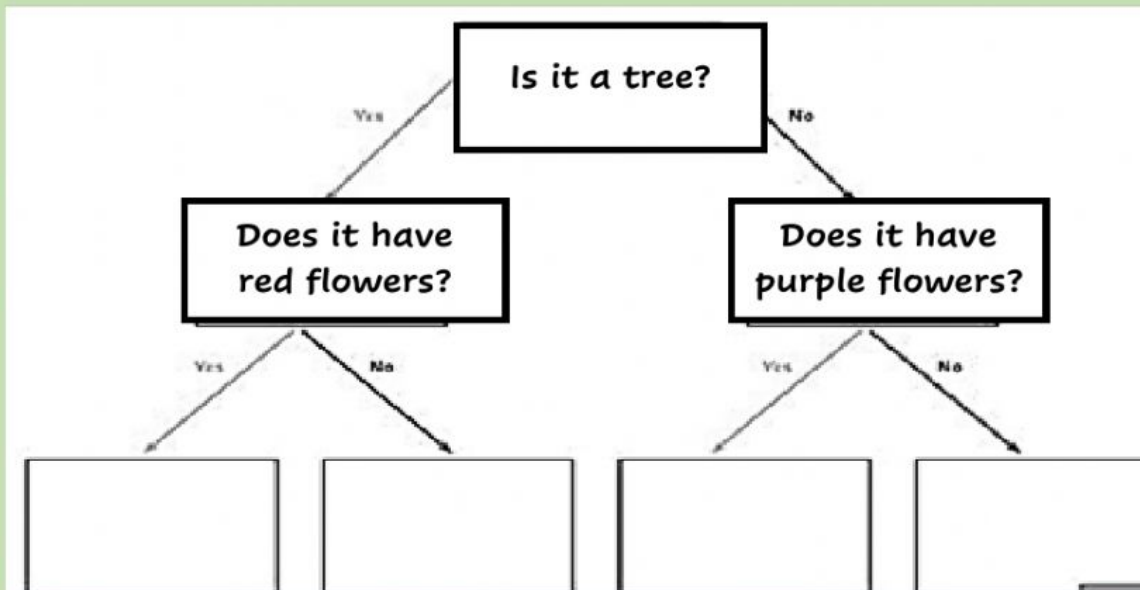 Is it a tree?
Yes
No
Does it have
red flowers?
Does it have
purple flowers?
Yes
No
Yes
No